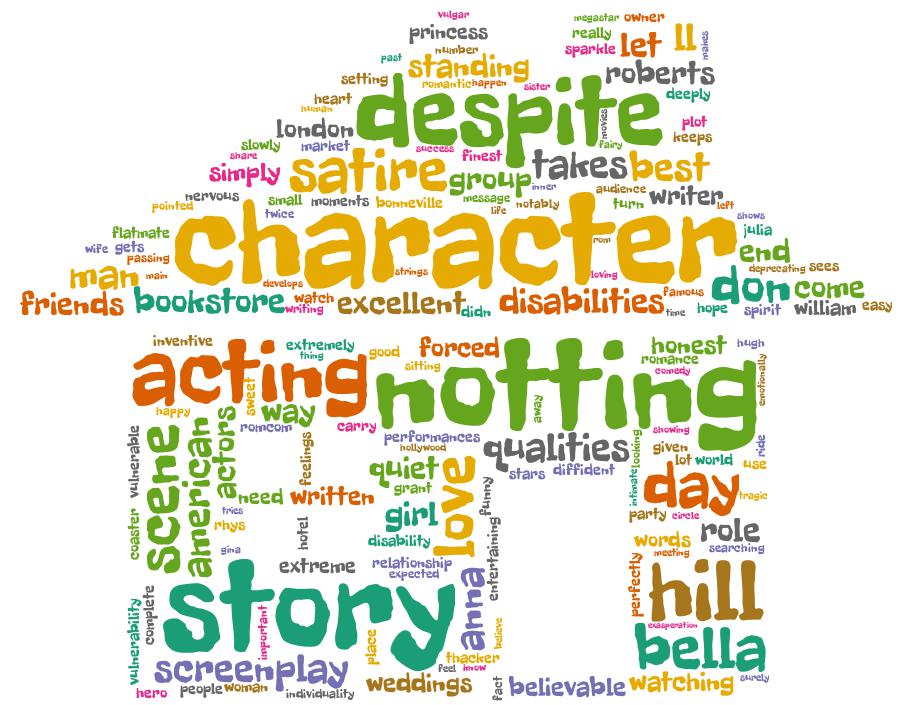 vulgar
megastar owner
princess
really
let ll
makes
number
sparkle
past
standing
roberts
setting
romantic happen
sister
deeply
heart
despite
human
movies
plot
london
keeps
slowly market
success
fairy
share
satire
finest
takes best
simply
group
inner
audience
writer
nervous
small moments bonneville
message
notably
turn
left
pointed
twice
life
shows
flatmate
character
julia
wife gets
rom
end
passing
strings
loving
deprecating sees
man main
develops
famous
don come
friends bookstore
watch
writing
excellent
didn
disabilities
time
hope spirit william easy
inventive
extremely
thing
good
forced
honest hugh
acting
sitting
notting
romance
comedy
emotionally
happy
sweet
way
away
romcom
carry
showing
vulnerable
scene
american
actors
feelings
performances
hollywood
qualities
looking
given
ride
quiet
love
stars diffident
lot world
use
need written
grant
funny
intimate
day
tragic
tries
girl
party circle
coaster
rhys
hotel
disability
entertaining
words
role
gina
meeting
searching
extreme
relationship
expected
perfectly
hill
story
anna
vulnerability
complete
important
place
believe
exasperation
bella
thacker
screenplay
feel know
hero people woman
individuality
weddings
fact
believable watching
surely